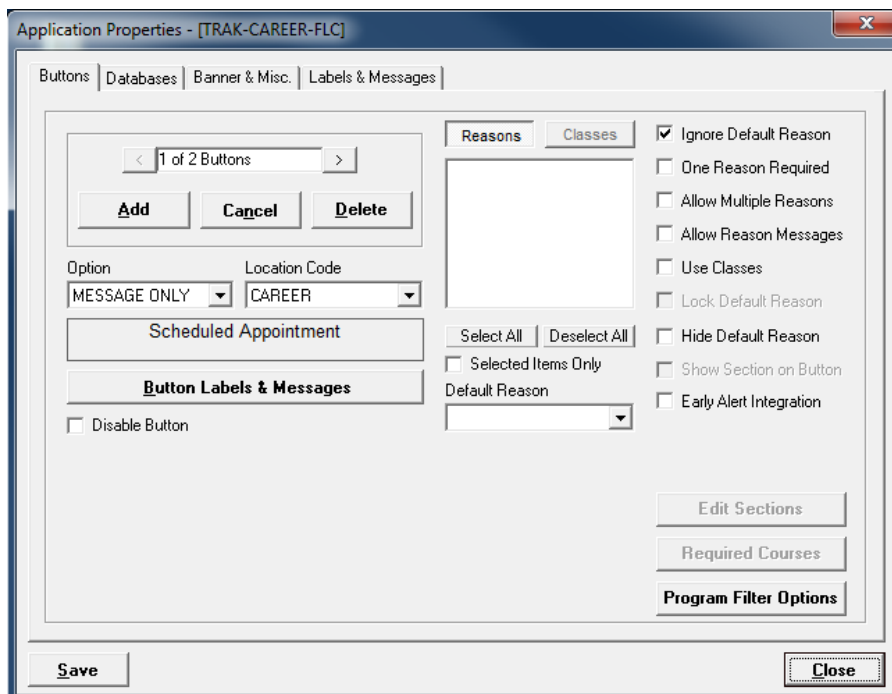 Application Properties - [TRAK-CAREER-FLC]
Buttons Databases Banner & Misc. Labels & Messages
< 1 of 2 Buttons >
Add Cancel Delete
Option Location Code
MESSAGE ONLY CAREER
Scheduled Appointment
Button Labels & Messages
Disable Button
Reasons Classes
Select All Deselect All
Selected Items Only
Default Reason
Ignore Default Reason
One Reason Required
Allow Multiple Reasons
Allow Reason Messages
Use Classes
Lock Default Reason
Hide Default Reason
Show Section on Button
Early Alert Integration
Edit Sections
Required Courses
Program Filter Options
Save Close